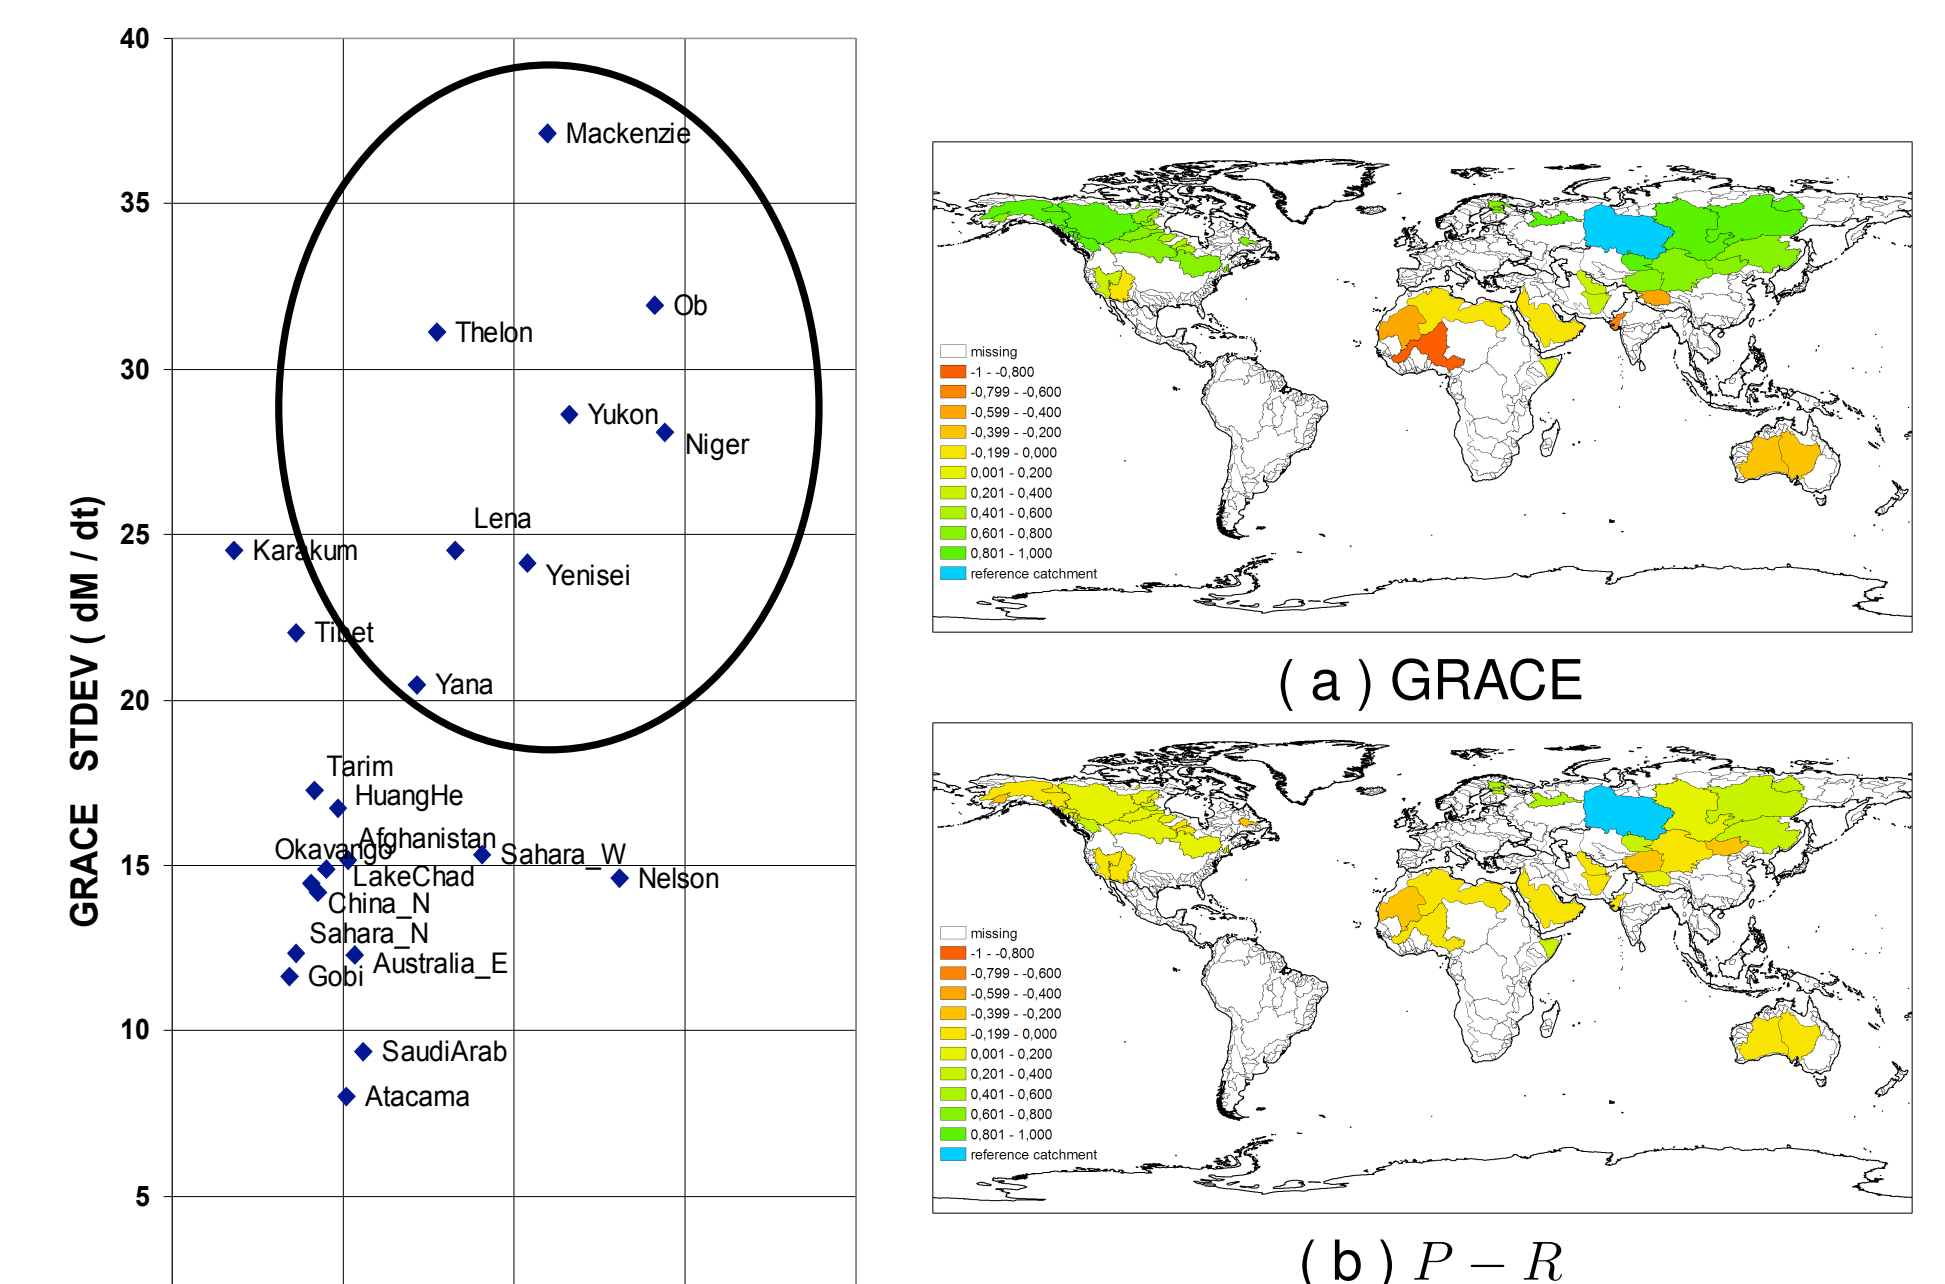 40
35
30
25
20
15
10
5
GRACE STDEV ( dM / dt)
Mackenzie
Ob
Thelon
Yukon
Niger
Lena
Karakum
Yenisei
Tibet
Yana
Tarim
HuangHe
Afghanistan
Okavango
Sahara_W
LakeChad
Nelson
China_N
Sahara_N
Australia_E
Gobi
SaudiArab
Atacama
missing
-1 - -0,800
-0,799 - -0,600
-0,599 - -0,400
-0,399 - -0,200
-0,199 - 0,000
0,001 - 0,200
0,201 - 0,400
0,401 - 0,600
0,601 - 0,800
0,801 - 1,000
reference catchment
( a ) GRACE
missing
-1 - -0,800
-0,799 - -0,600
-0,599 - -0,400
-0,399 - -0,200
-0,199 - 0,000
0,001 - 0,200
0,201 - 0,400
0,401 - 0,600
0,601 - 0,800
0,801 - 1,000
reference catchment
( b ) P − R